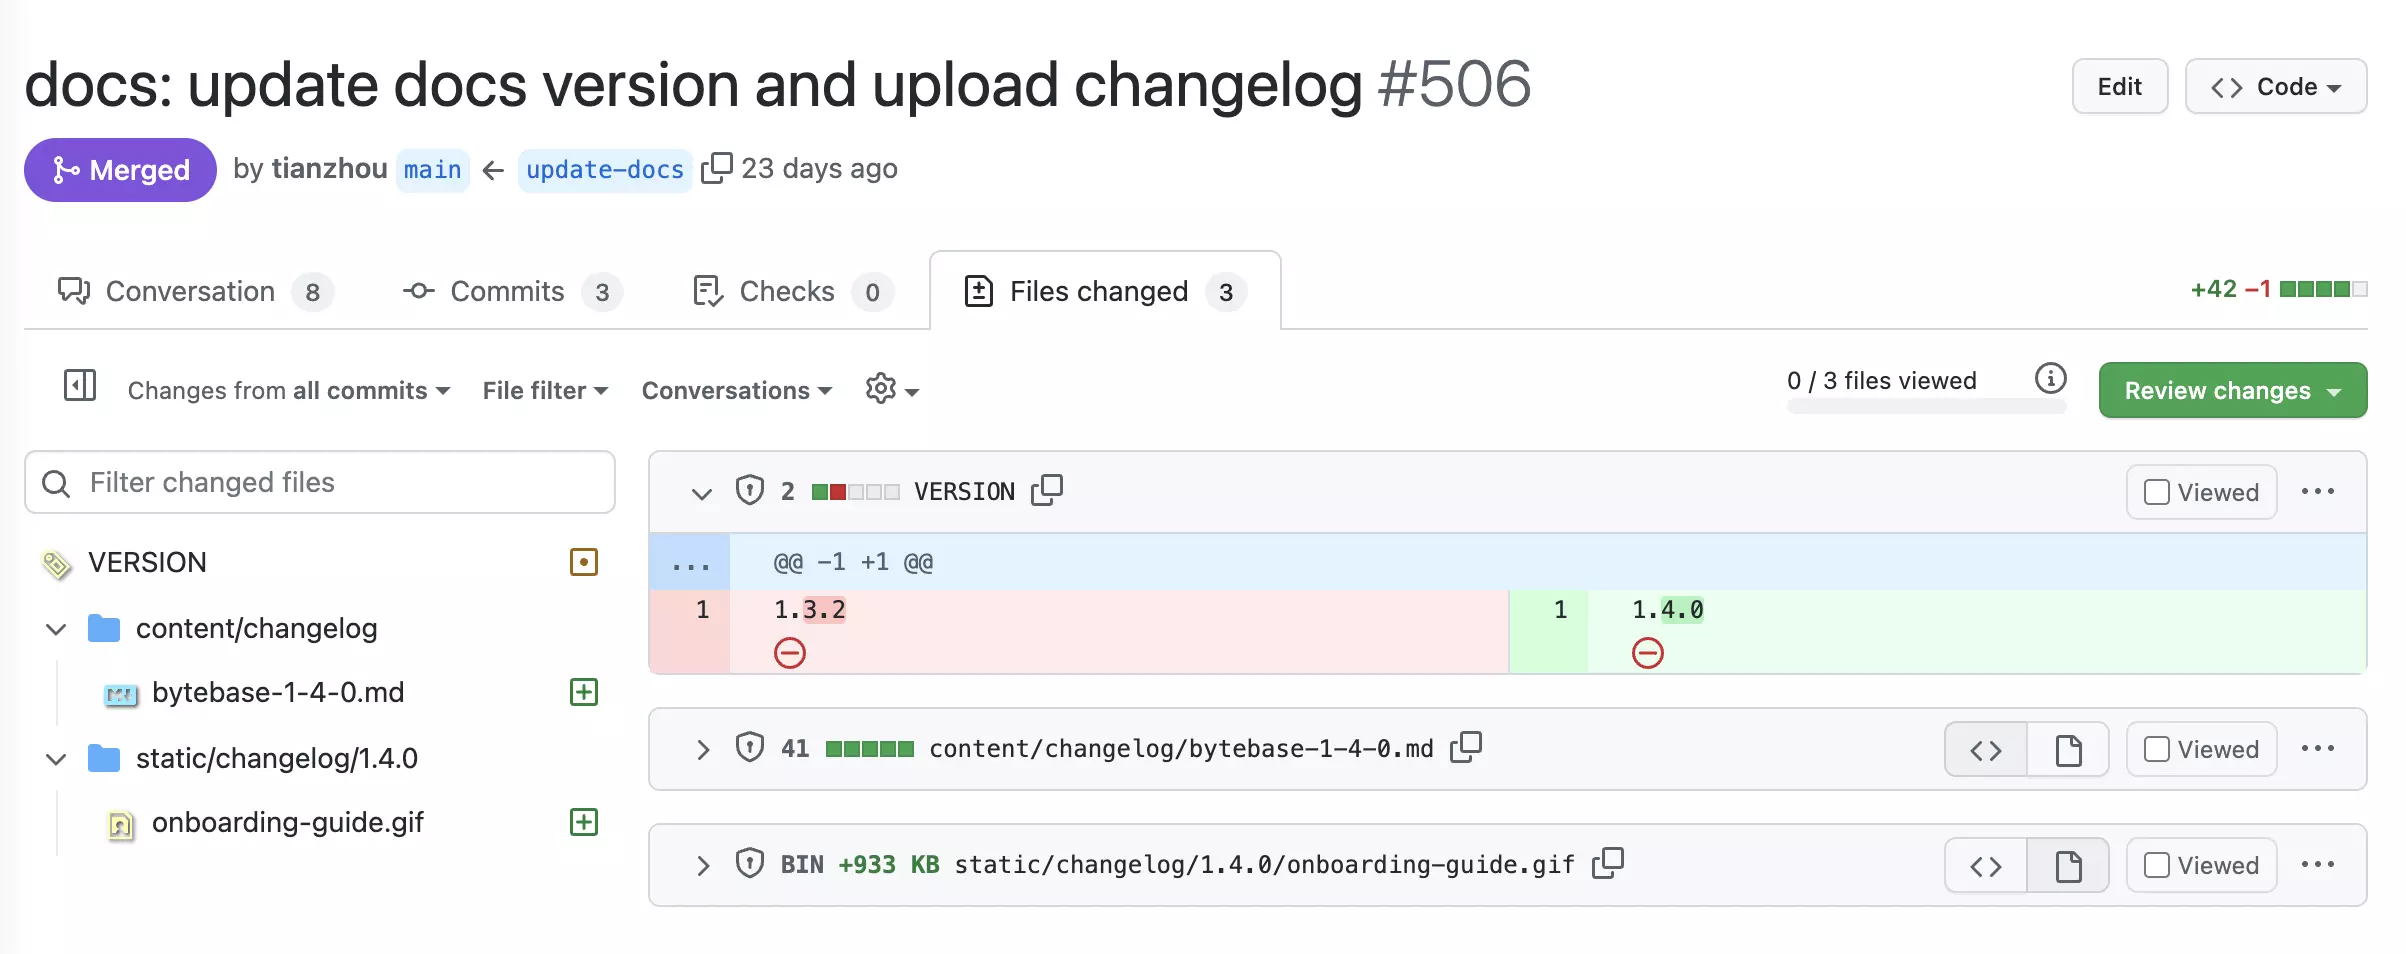 docs: update docs version and upload changelog #506
Edit
Code
Merged
by tianzhou main ← update-docs 23 days ago
Conversation 8
Commits 3
Checks 0
Files changed 3
+42 −1
Changes from all commits
File filter
Conversations
0 / 3 files viewed
Review changes
Filter changed files
VERSION
content/changelog
bytebase-1-4-0.md
static/changelog/1.4.0
onboarding-guide.gif
2 VERSION
Viewed
...
@@ -1 +1 @@
1 1.3.2
1 1.4.0
41 content/changelog/bytebase-1-4-0.md
Viewed
BIN +933 KB static/changelog/1.4.0/onboarding-guide.gif
Viewed